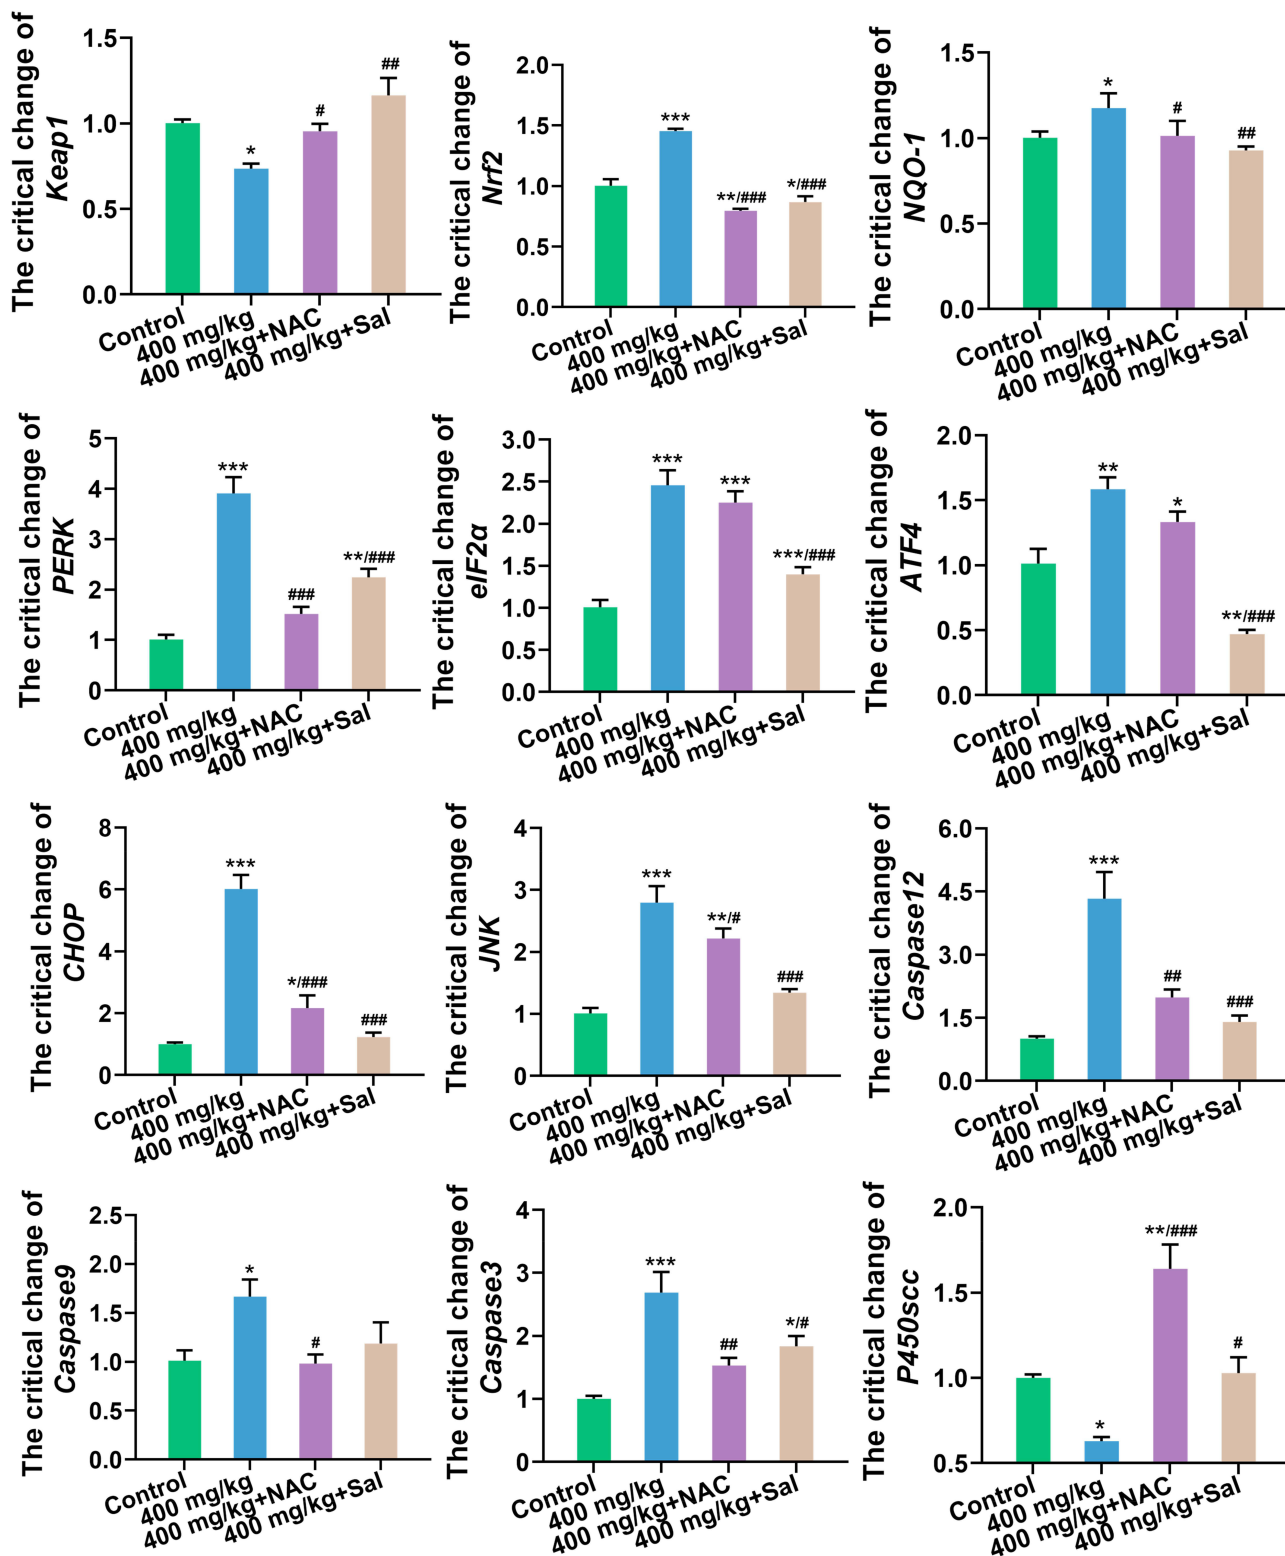 The critical change of
Keap1
1.5
1.0
0.5
0.0
*
#
##
Control
400 mg/kg
400 mg/kg+NAC
400 mg/kg+Sal
The critical change of
Nrf2
2.0
1.5
1.0
0.5
0.0
***
**/###
*/###
Control
400 mg/kg
400 mg/kg+NAC
400 mg/kg+Sal
The critical change of
NQO-1
1.5
1.0
0.5
0.0
*
#
##
Control
400 mg/kg
400 mg/kg+NAC
400 mg/kg+Sal
The critical change of
PERK
5
4
3
2
1
0
***
###
**/###
Control
400 mg/kg
400 mg/kg+NAC
400 mg/kg+Sal
The critical change of
eIF2α
3.0
2.5
2.0
1.5
1.0
0.5
0.0
***
***
***/###
Control
400 mg/kg
400 mg/kg+NAC
400 mg/kg+Sal
The critical change of
ATF4
2.0
1.5
1.0
0.5
0.0
**
*
**/###
Control
400 mg/kg
400 mg/kg+NAC
400 mg/kg+Sal
The critical change of
CHOP
8
6
4
2
0
***
*/###
###
Control
400 mg/kg
400 mg/kg+NAC
400 mg/kg+Sal
The critical change of
JNK
4
3
2
1
0
***
**/#
###
Control
400 mg/kg
400 mg/kg+NAC
400 mg/kg+Sal
The critical change of
Caspase12
6.0
4.5
3.0
1.5
0.0
***
##
###
Control
400 mg/kg
400 mg/kg+NAC
400 mg/kg+Sal
The critical change of
Caspase9
2.5
2.0
1.5
1.0
0.5
0.0
*
#
Control
400 mg/kg
400 mg/kg+NAC
400 mg/kg+Sal
The critical change of
Caspase3
4
3
2
1
0
***
##
*/#
Control
400 mg/kg
400 mg/kg+NAC
400 mg/kg+Sal
The critical change of
P450scc
2.0
1.5
1.0
0.5
*
**/###
#
Control
400 mg/kg
400 mg/kg+NAC
400 mg/kg+Sal